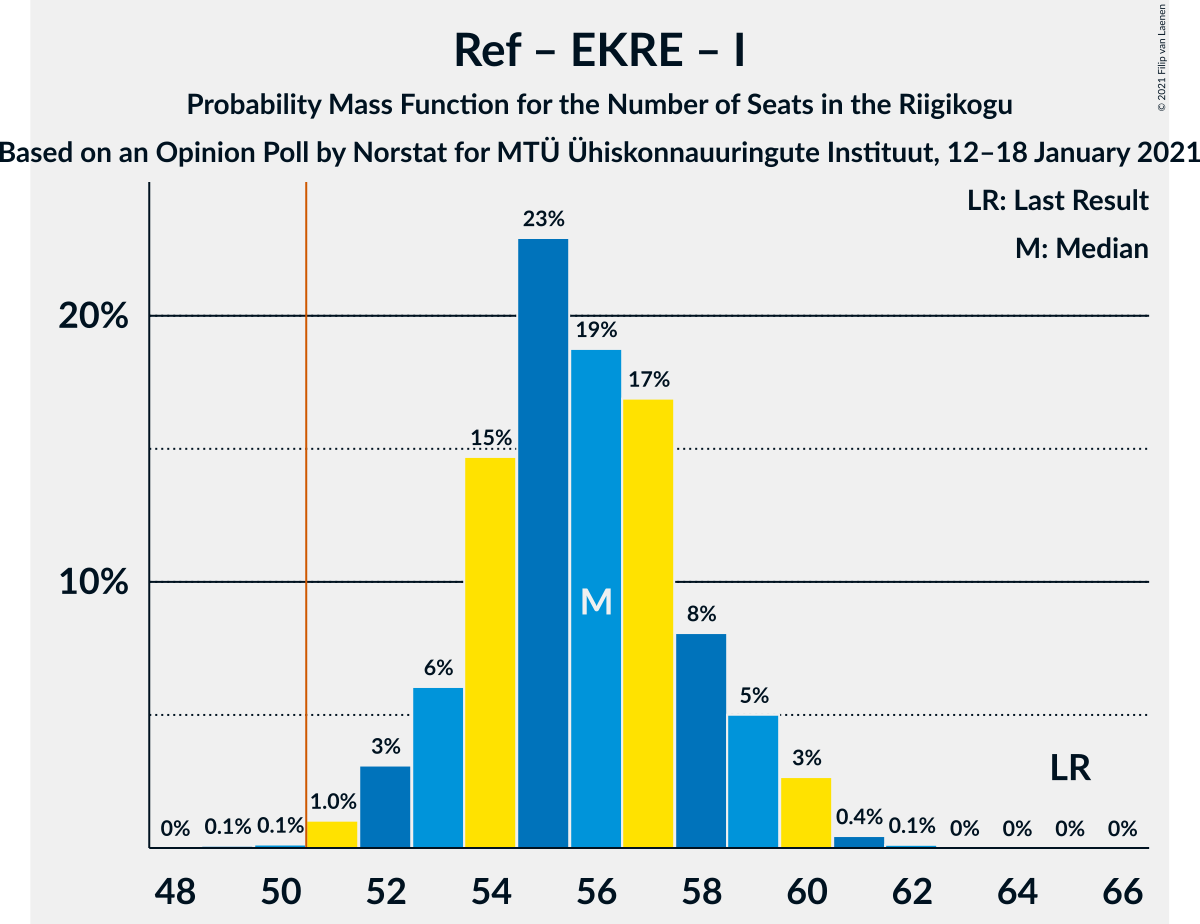 Ref – EKRE – I
Probability Mass Function for the Number of Seats in the Riigikogu
Based on an Opinion Poll by Norstat for MTÜ Ühiskonnauuringute Instituut, 12–18 January 2021
© 2021 Filip van Laenen
LR: Last Result
M: Median
20%
10%
0%
0.1%
0.1%
1.0%
3%
6%
15%
23%
19%
17%
8%
5%
3%
0.4%
0.1%
0%
0%
0%
0%
M
LR
48 50 52 54 56 58 60 62 64 66